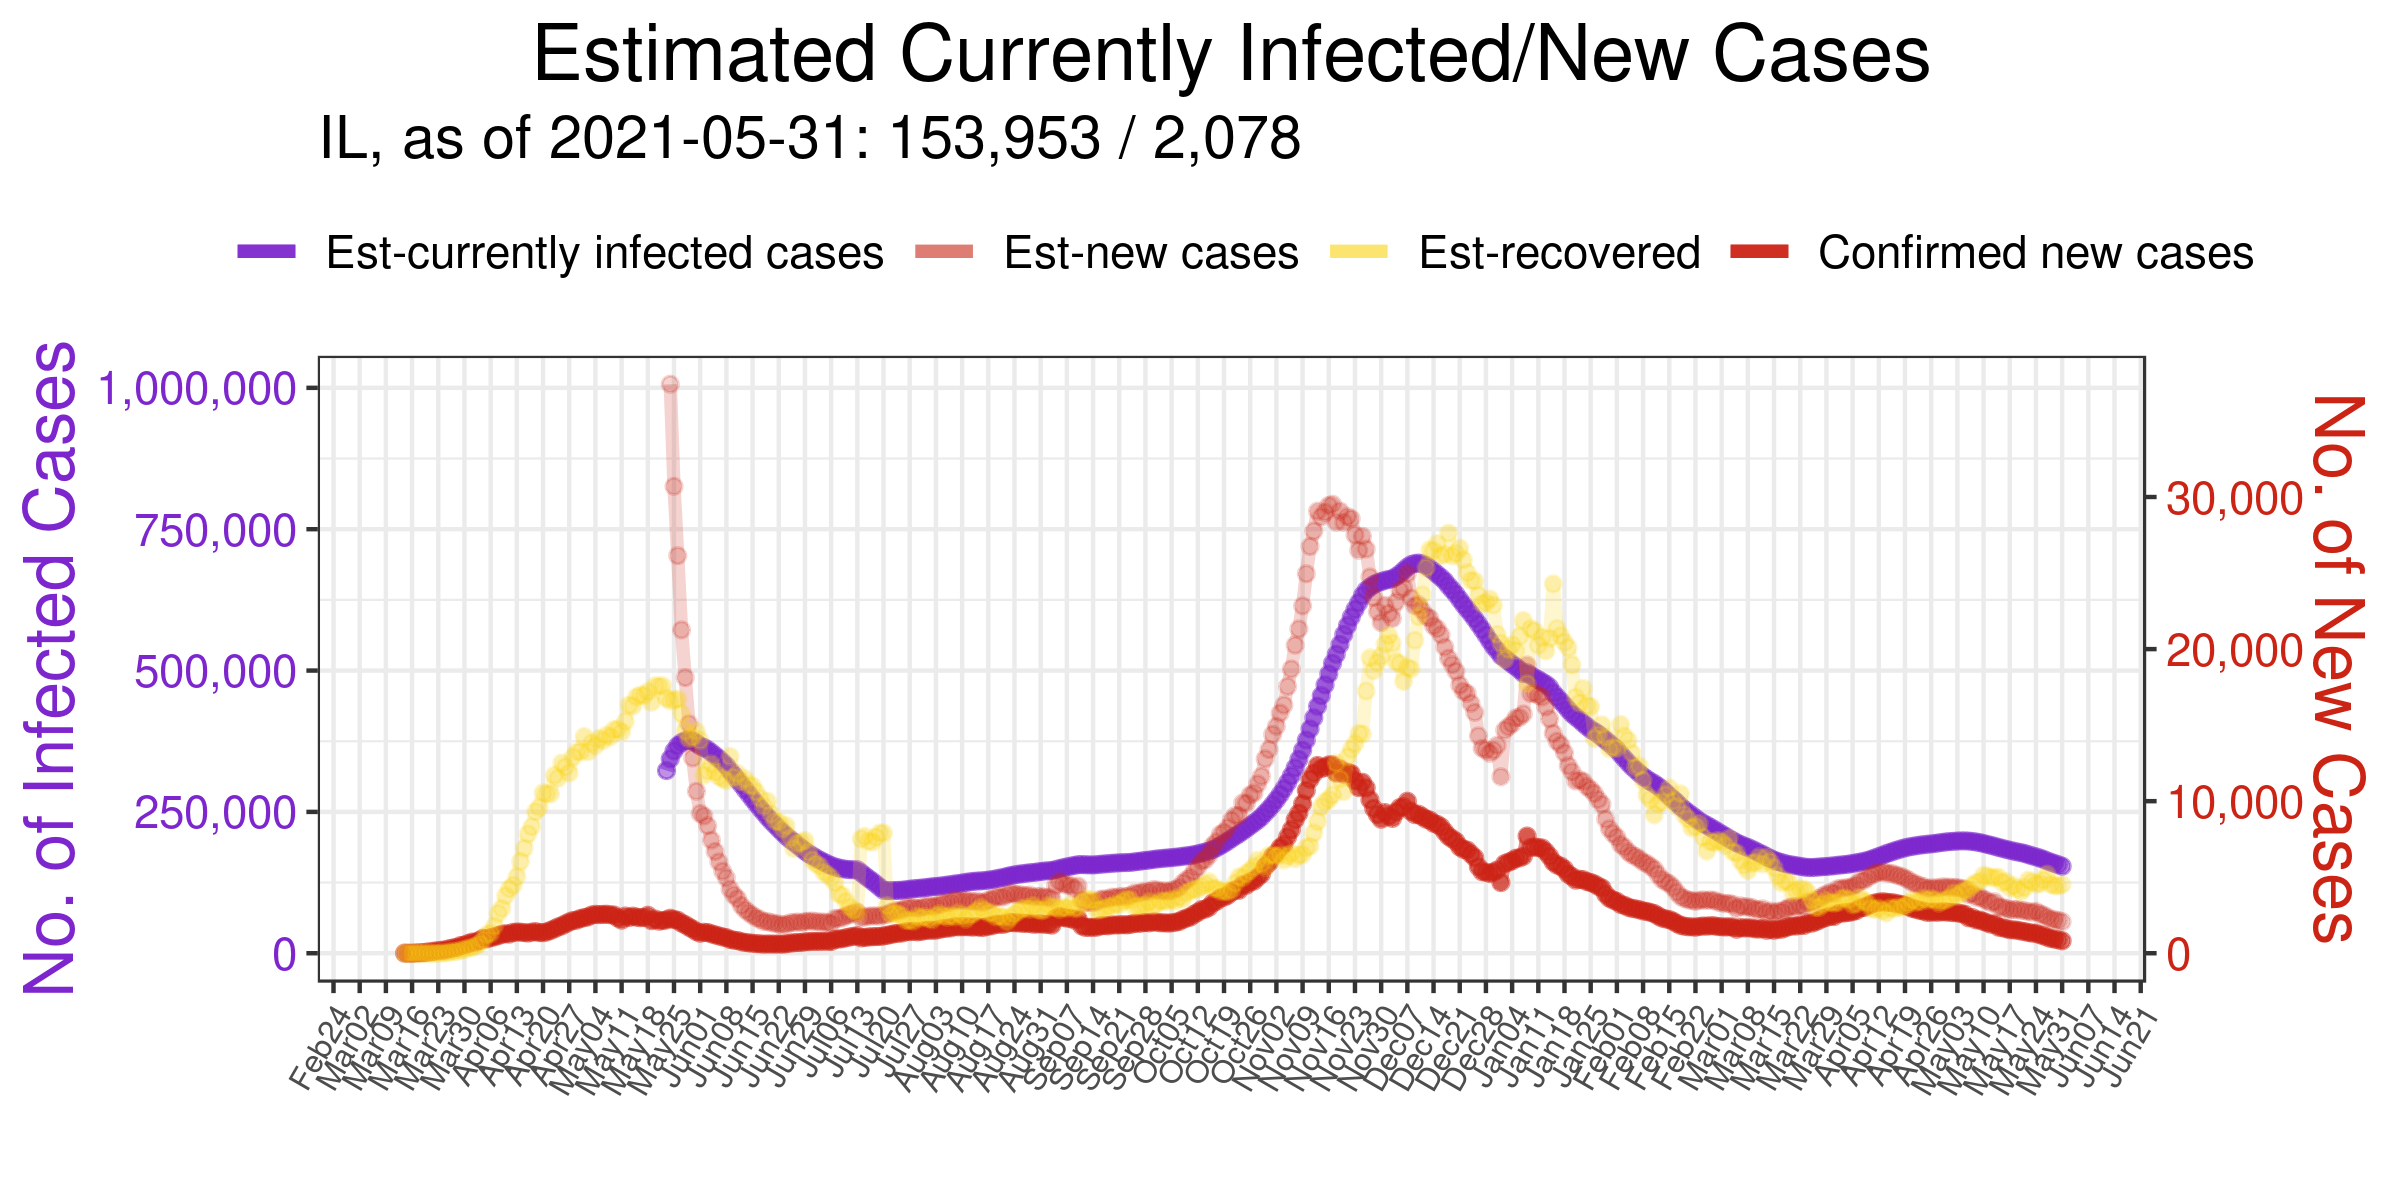 Estimated Currently Infected/New Cases
IL, as of 2021-05-31: 153,953 / 2,078
Est-currently infected cases Est-new cases Est-recovered Confirmed new cases
No. of Infected Cases
1,000,000
750,000
500,000
250,000
0
30,000
20,000
10,000
0
No. of New Cases
Feb24 Mar02 Mar09 Mar16 Mar23 Mar30 Apr06 Apr13 Apr20 Apr27 May04 May11 May18 May25 Jun01 Jun08 Jun15 Jun22 Jun29 Jul06 Jul13 Jul20 Jul27 Aug03 Aug10 Aug17 Aug24 Aug31 Sep07 Sep14 Sep21 Sep28 Oct05 Oct12 Oct19 Oct26 Nov02 Nov09 Nov16 Nov23 Nov30 Dec07 Dec14 Dec21 Dec28 Jan04 Jan11 Jan18 Jan25 Feb01 Feb08 Feb15 Feb22 Mar01 Mar08 Mar15 Mar22 Mar29 Apr05 Apr12 Apr19 Apr26 May03 May10 May17 May24 May31 Jun07 Jun14 Jun21